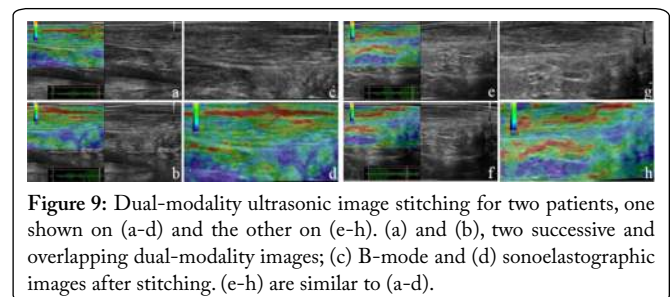 a
c
e
g
b
d
f
h
Figure 9: Dual-modality ultrasonic image stitching for two patients, one
shown on (a-d) and the other on (e-h). (a) and (b), two successive and
overlapping dual-modality images; (c) B-mode and (d) sonoelastographic
images after stitching. (e-h) are similar to (a-d).